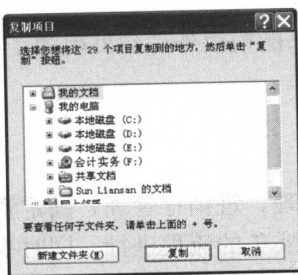 复制项目
选择您想将这 29 个项目复制到的地方，然后单击“复
制”按钮。
我的文档
我的电脑
本地磁盘 (C:)
本地磁盘 (D:)
本地磁盘 (E:)
会计实务 (F:)
共享文档
Sun Liansan 的文档
网上邻居
要查看任何子文件夹，请单击上面的 + 号。
新建文件夹(M)
复制
取消